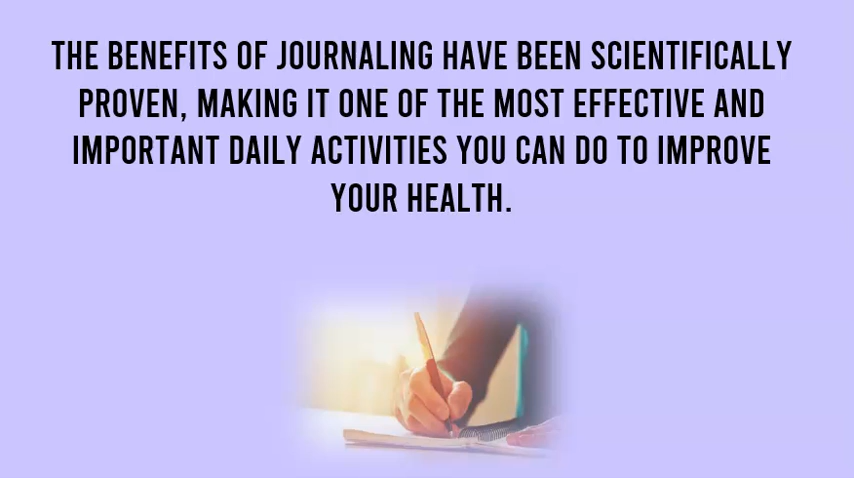 THE BENEFITS OF JOURNALING HAVE BEEN SCIENTIFICALLY
PROVEN, MAKING IT ONE OF THE MOST EFFECTIVE AND
IMPORTANT DAILY ACTIVITIES YOU CAN DO TO IMPROVE
YOUR HEALTH.